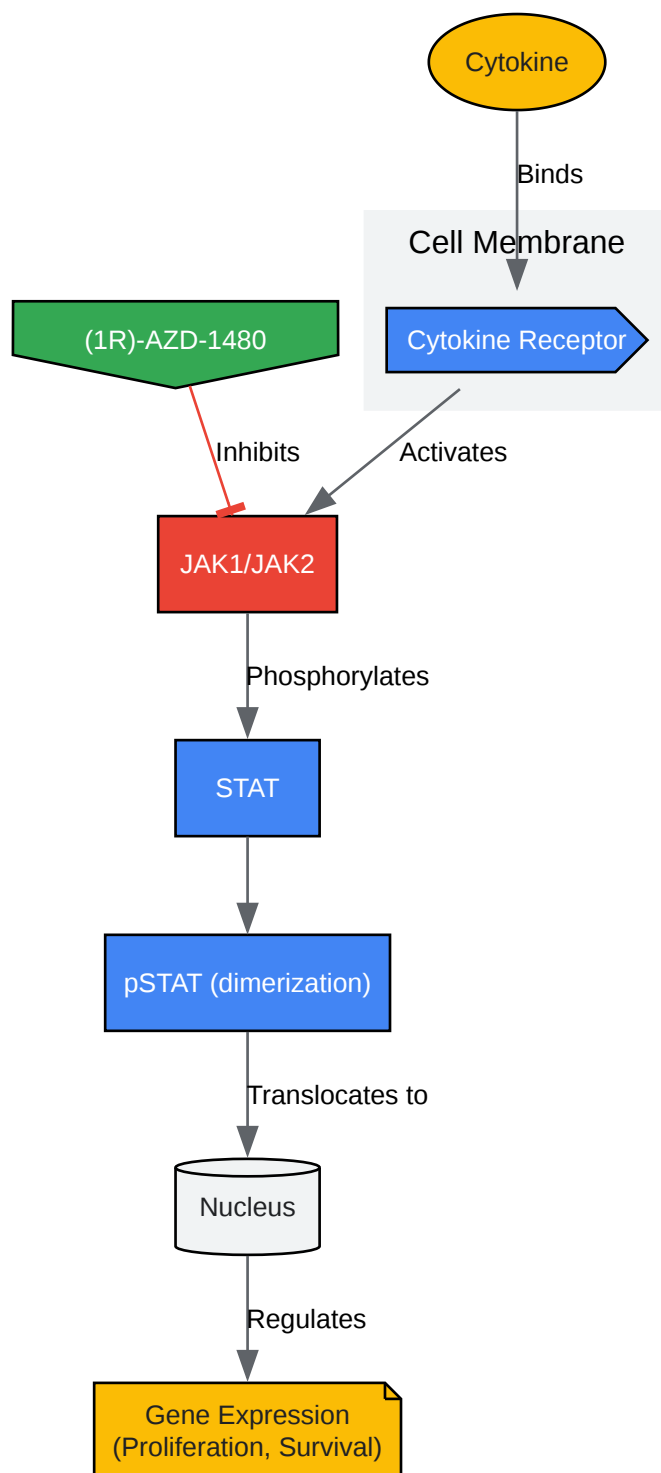 Cytokine
Binds
Cell Membrane
(1R)-AZD-1480
Cytokine Receptor
Inhibits
Activates
JAK1/JAK2
Phosphorylates
STAT
pSTAT (dimerization)
Translocates to
Nucleus
Regulates
Gene Expression
(Proliferation, Survival)